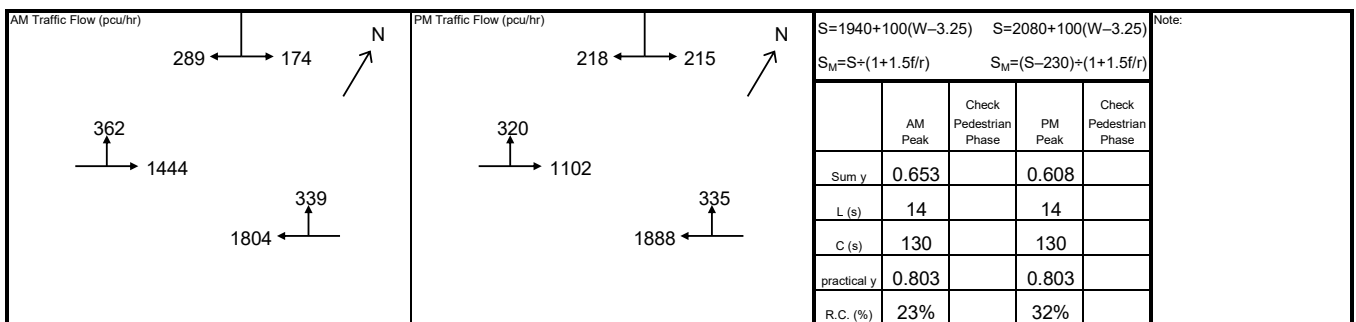 AM Traffic Flow (pcu/hr)
N
289 174
362
1444
339
1804
PM Traffic Flow (pcu/hr)
N
218 215
320
1102
335
1888
S=1940+100(W–3.25) S=2080+100(W–3.25)
S_M=S÷(1+1.5f/r) S_M=(S–230)÷(1+1.5f/r)
AM Peak Check Pedestrian Phase PM Peak Check Pedestrian Phase
Sum y 0.653 0.608
L (s) 14 14
C (s) 130 130
practical y 0.803 0.803
R.C. (%) 23% 32%
Note: